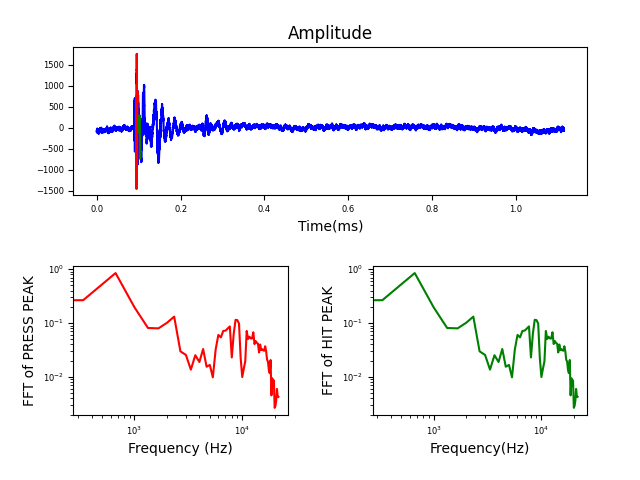 Amplitude
1500
1000
500
0
−500
−1000
−1500
0.0 0.2 0.4 0.6 0.8 1.0
Time(ms)
FFT of PRESS PEAK
10⁰
10⁻¹
10⁻²
10³ 10⁴
Frequency (Hz)
FFT of HIT PEAK
10⁰
10⁻¹
10⁻²
10³ 10⁴
Frequency(Hz)